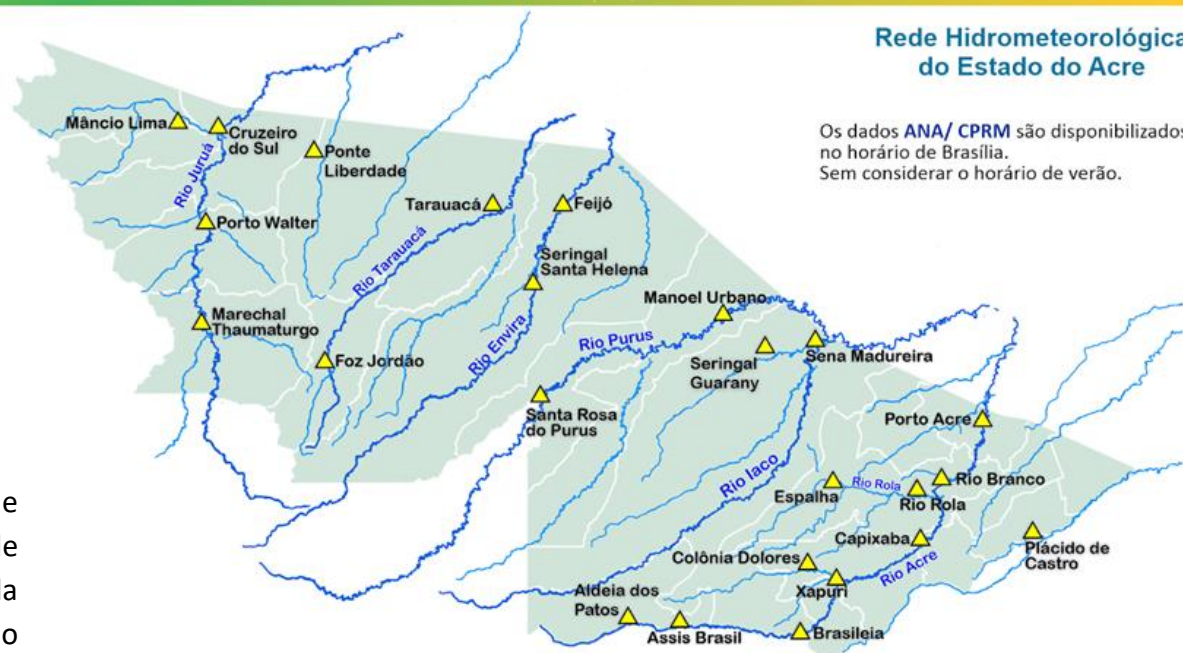 Rede Hidrometeorológica
do Estado do Acre
Os dados ANA/ CPRM são disponibilizados
no horário de Brasília.
Sem considerar o horário de verão.
Mâncio Lima
Cruzeiro
do Sul
Ponte
Liberdade
Rio Juruá
Porto Walter
Tarauacá
Feijó
Rio Tarauacá
Seringal
Santa Helena
Marechal
Thaumaturgo
Foz Jordão
Rio Envira
Manoel Urbano
Rio Purus
Seringal
Guarany
Sena Madureira
Santa Rosa
do Purus
Porto Acre
Rio Iaco
Espalha
Rio Rola
Rio Rola
Rio Branco
Capixaba
Plácido de
Castro
Colônia Dolores
Rio Acre
Xapuri
Aldeia dos
Patos
Assis Brasil
Brasileia
e
o